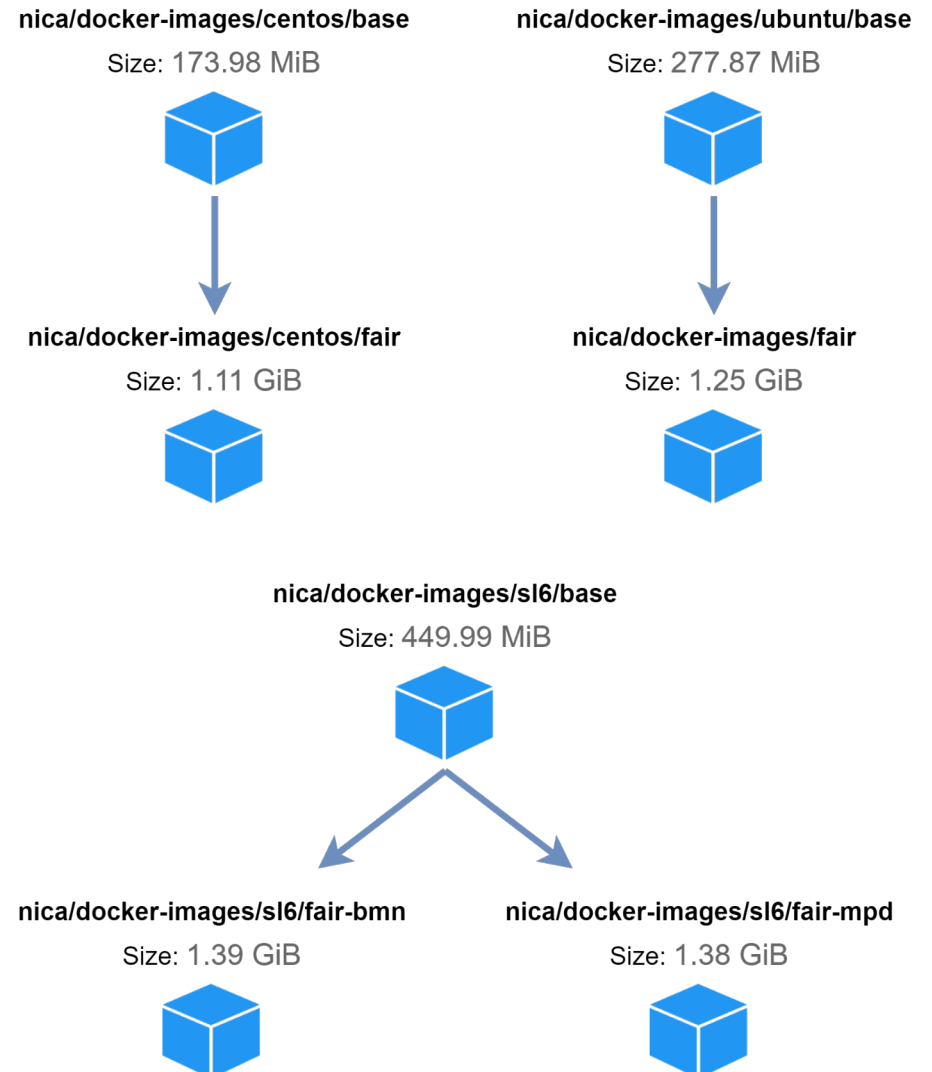 nica/docker-images/centos/base
Size: 173.98 MiB
nica/docker-images/ubuntu/base
Size: 277.87 MiB
nica/docker-images/centos/fair
Size: 1.11 GiB
nica/docker-images/fair
Size: 1.25 GiB
nica/docker-images/sl6/base
Size: 449.99 MiB
nica/docker-images/sl6/fair-bmn
Size: 1.39 GiB
nica/docker-images/sl6/fair-mpd
Size: 1.38 GiB